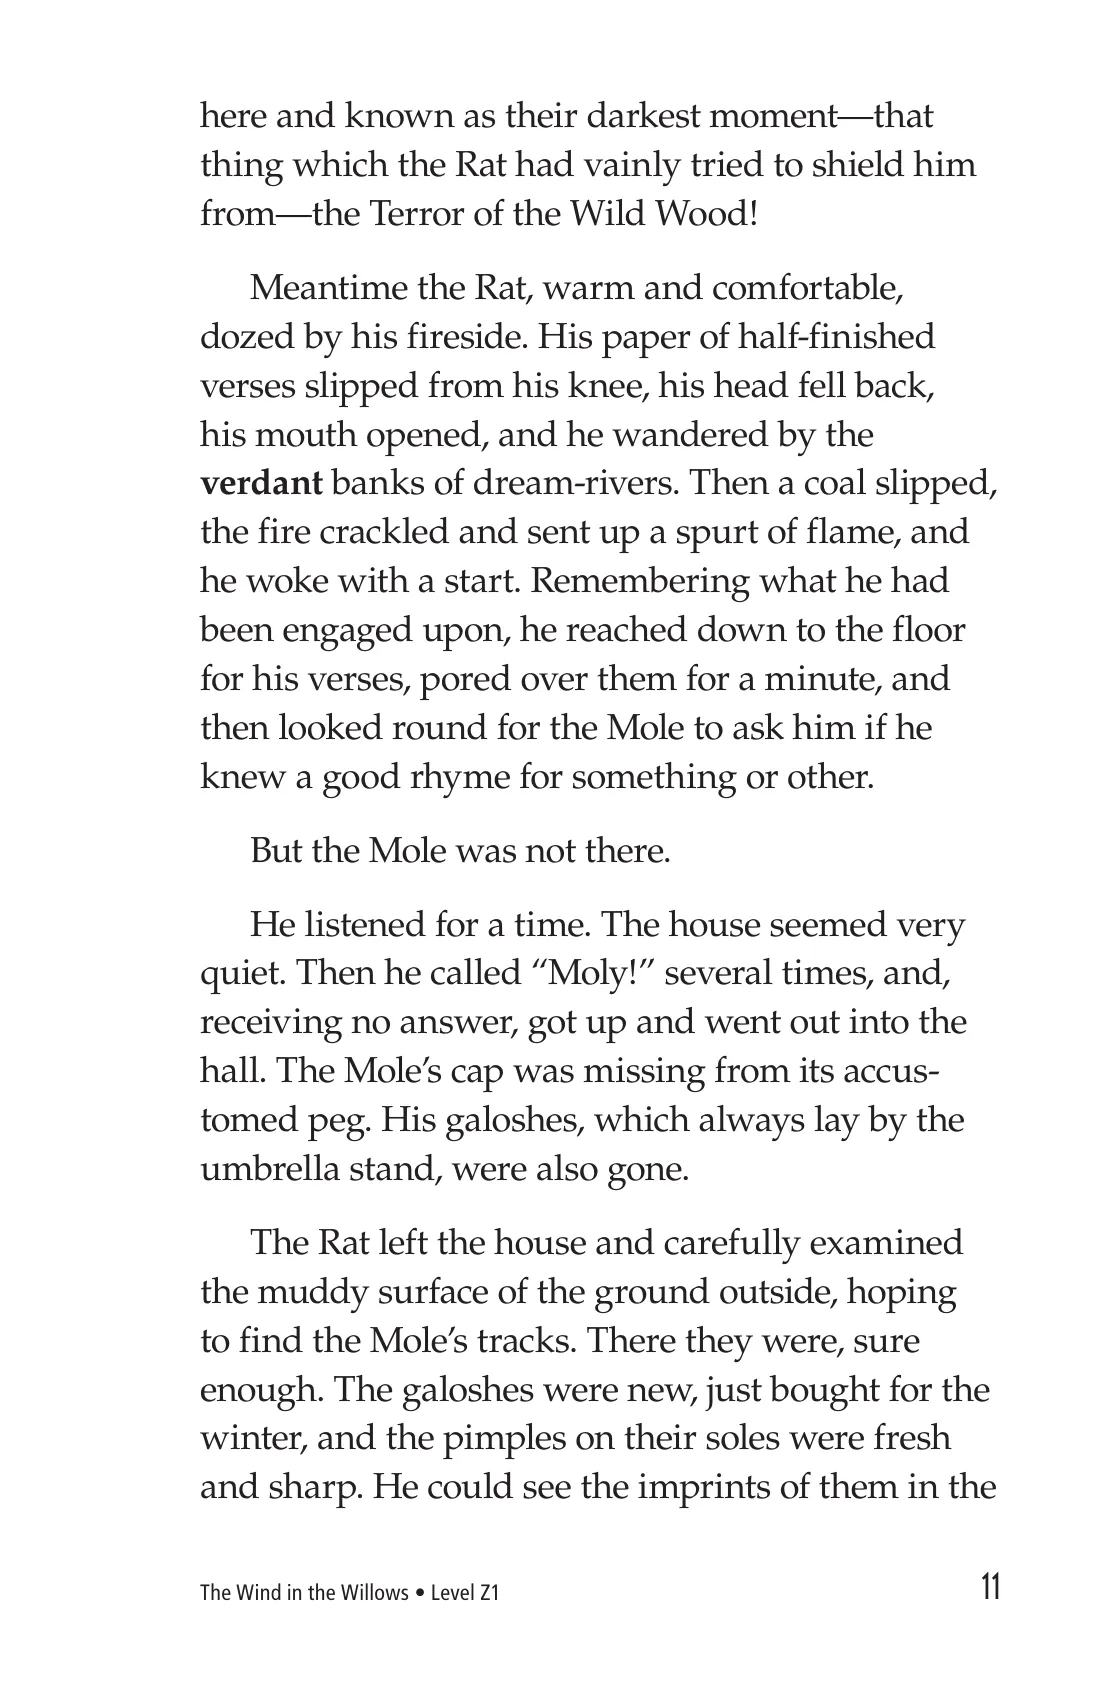 here and known as their darkest moment—that
thing which the Rat had vainly tried to shield him
from—the Terror of the Wild Wood!
Meantime the Rat, warm and comfortable,
dozed by his fireside. His paper of half-finished
verses slipped from his knee, his head fell back,
his mouth opened, and he wandered by the
verdant banks of dream-rivers. Then a coal slipped,
the fire crackled and sent up a spurt of flame, and
he woke with a start. Remembering what he had
been engaged upon, he reached down to the floor
for his verses, pored over them for a minute, and
then looked round for the Mole to ask him if he
knew a good rhyme for something or other.
But the Mole was not there.
He listened for a time. The house seemed very
quiet. Then he called “Moly!” several times, and,
receiving no answer, got up and went out into the
hall. The Mole’s cap was missing from its accus-
tomed peg. His galoshes, which always lay by the
umbrella stand, were also gone.
The Rat left the house and carefully examined
the muddy surface of the ground outside, hoping
to find the Mole’s tracks. There they were, sure
enough. The galoshes were new, just bought for the
winter, and the pimples on their soles were fresh
and sharp. He could see the imprints of them in the
The Wind in the Willows • Level Z1 11